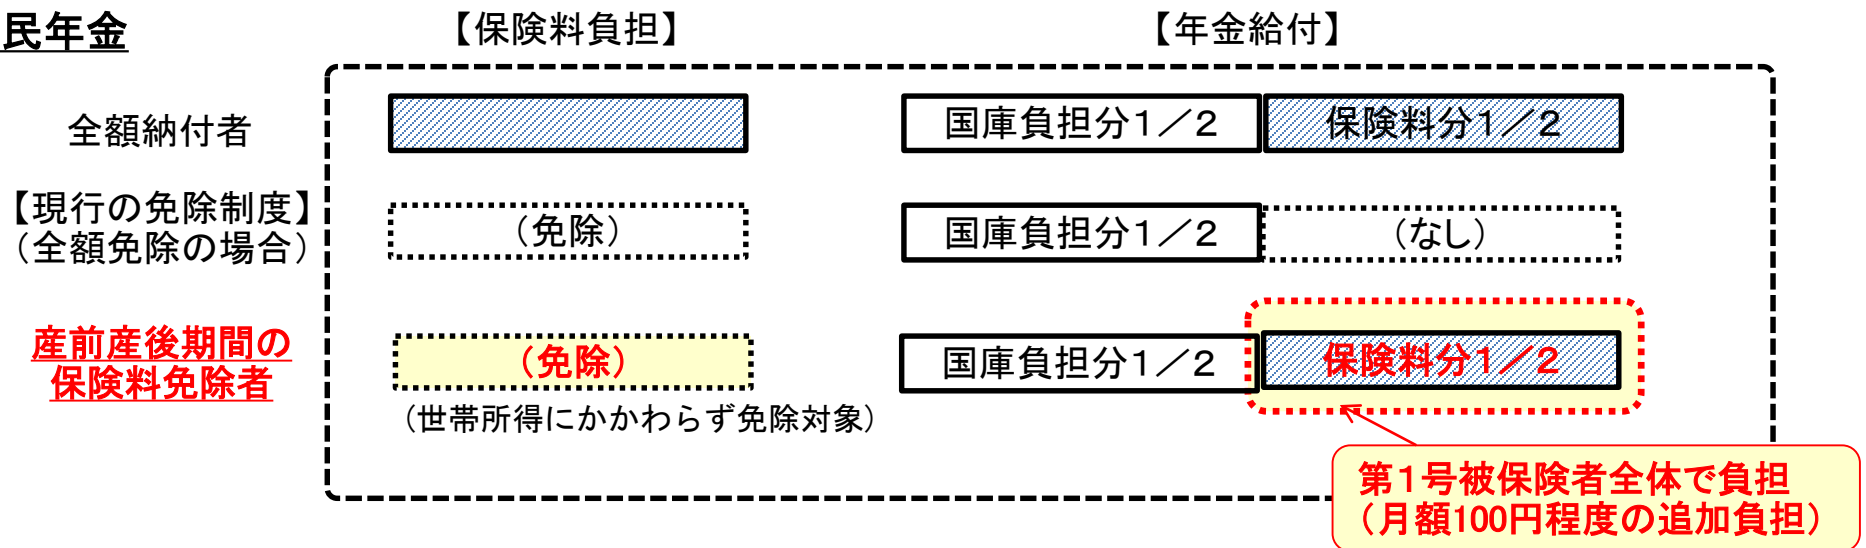 民年金
【保険料負担】
【年金給付】
全額納付者
国庫負担分1／2
保険料分1／2
【現行の免除制度】
（全額免除の場合）
（免除）
国庫負担分1／2
（なし）
産前産後期間の
保険料免除者
（免除）
国庫負担分1／2
保険料分1／2
（世帯所得にかかわらず免除対象）
第1号被保険者全体で負担
（月額100円程度の追加負担）